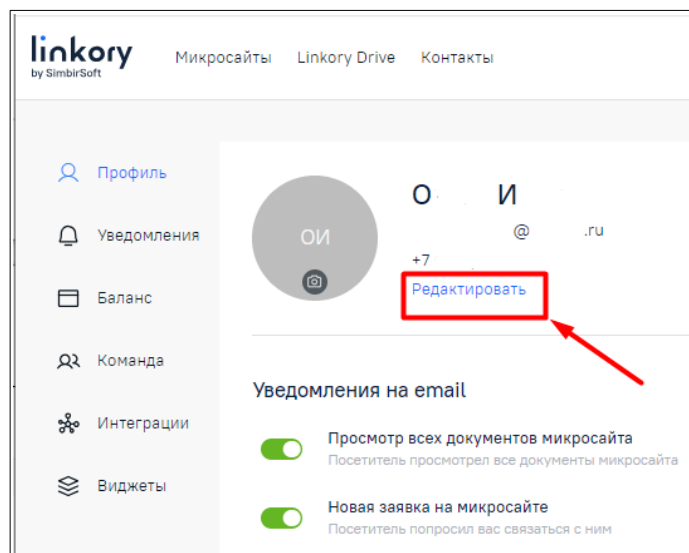 linkory
by SimbirSoft
Микросайты Linkory Drive Контакты
Профиль
Уведомления
Баланс
Команда
Интеграции
Виджеты
ОИ
О И
@ .ru
+7
Редактировать
Уведомления на email
Просмотр всех документов микросайта
Посетитель просмотрел все документы микросайта
Новая заявка на микросайте
Посетитель попросил вас связаться с ним